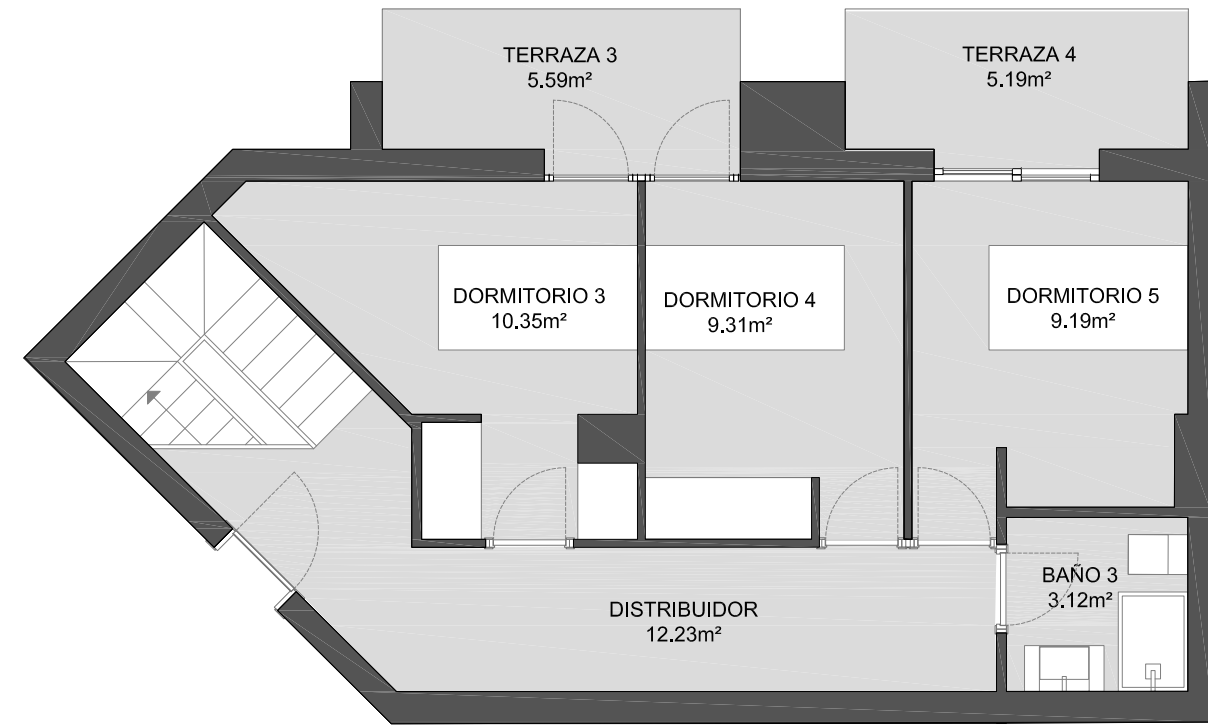 TERRAZA 3
5.59m²
TERRAZA 4
5.19m²
DORMITORIO 3
10.35m²
DORMITORIO 4
9.31m²
DORMITORIO 5
9.19m²
BAÑO 3
3.12m²
DISTRIBUIDOR
12.23m²